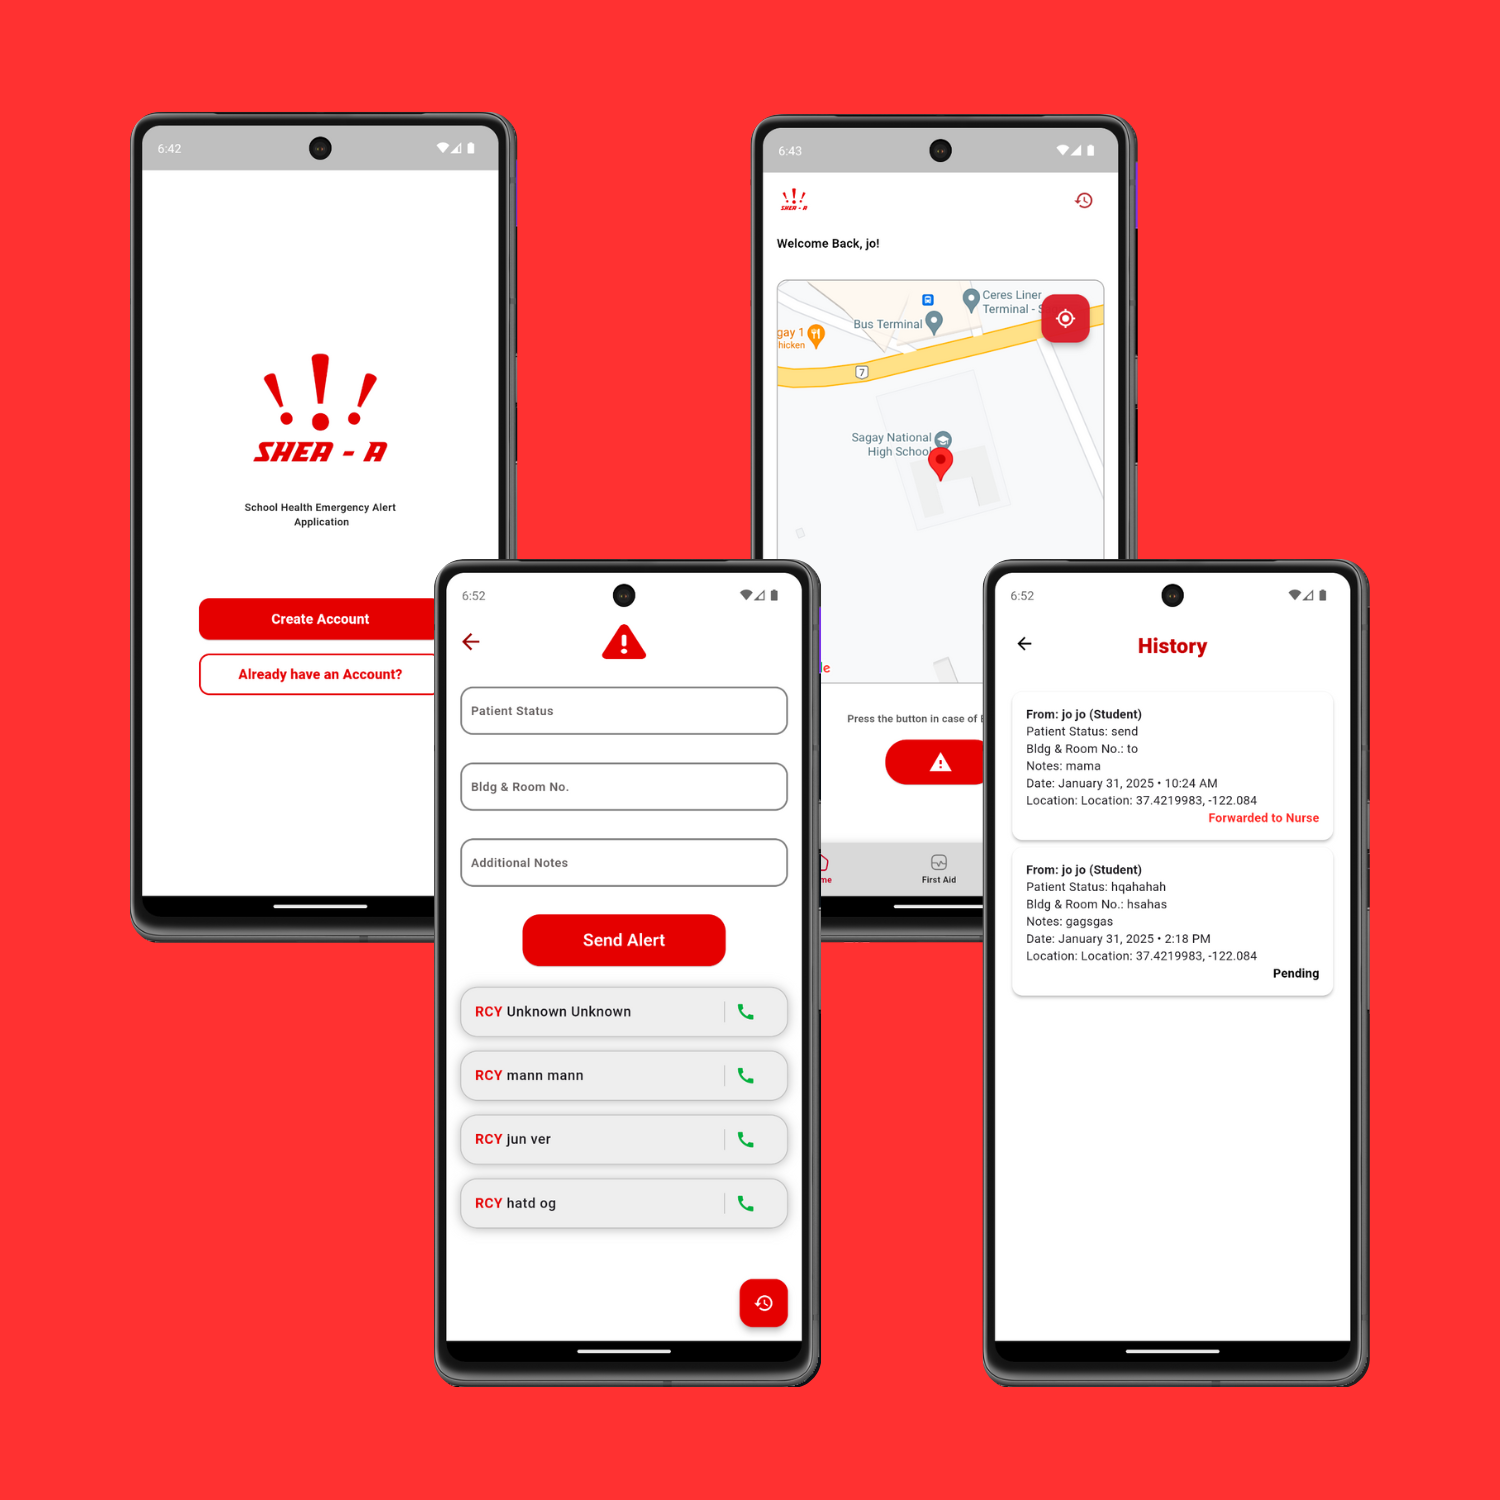 6:42
SHEA - A
School Health Emergency Alert
Application
Create Account
Already have an Account?
6:43
SHEA - A
Welcome Back, jo!
Ceres Liner
Terminal - S
Bus Terminal
gay 1
hicken
7
Sagay National
High School
le
Press the button in case of E
me
First Aid
6:52
Patient Status
Bldg & Room No.
Additional Notes
Send Alert
RCY Unknown Unknown
RCY mann mann
RCY jun ver
RCY hatd og
6:52
History
From: jo jo (Student)
Patient Status: send
Bldg & Room No.: to
Notes: mama
Date: January 31, 2025 • 10:24 AM
Location: Location: 37.4219983, -122.084
Forwarded to Nurse
From: jo jo (Student)
Patient Status: hqahahah
Bldg & Room No.: hsahas
Notes: gagsgas
Date: January 31, 2025 • 2:18 PM
Location: Location: 37.4219983, -122.084
Pending